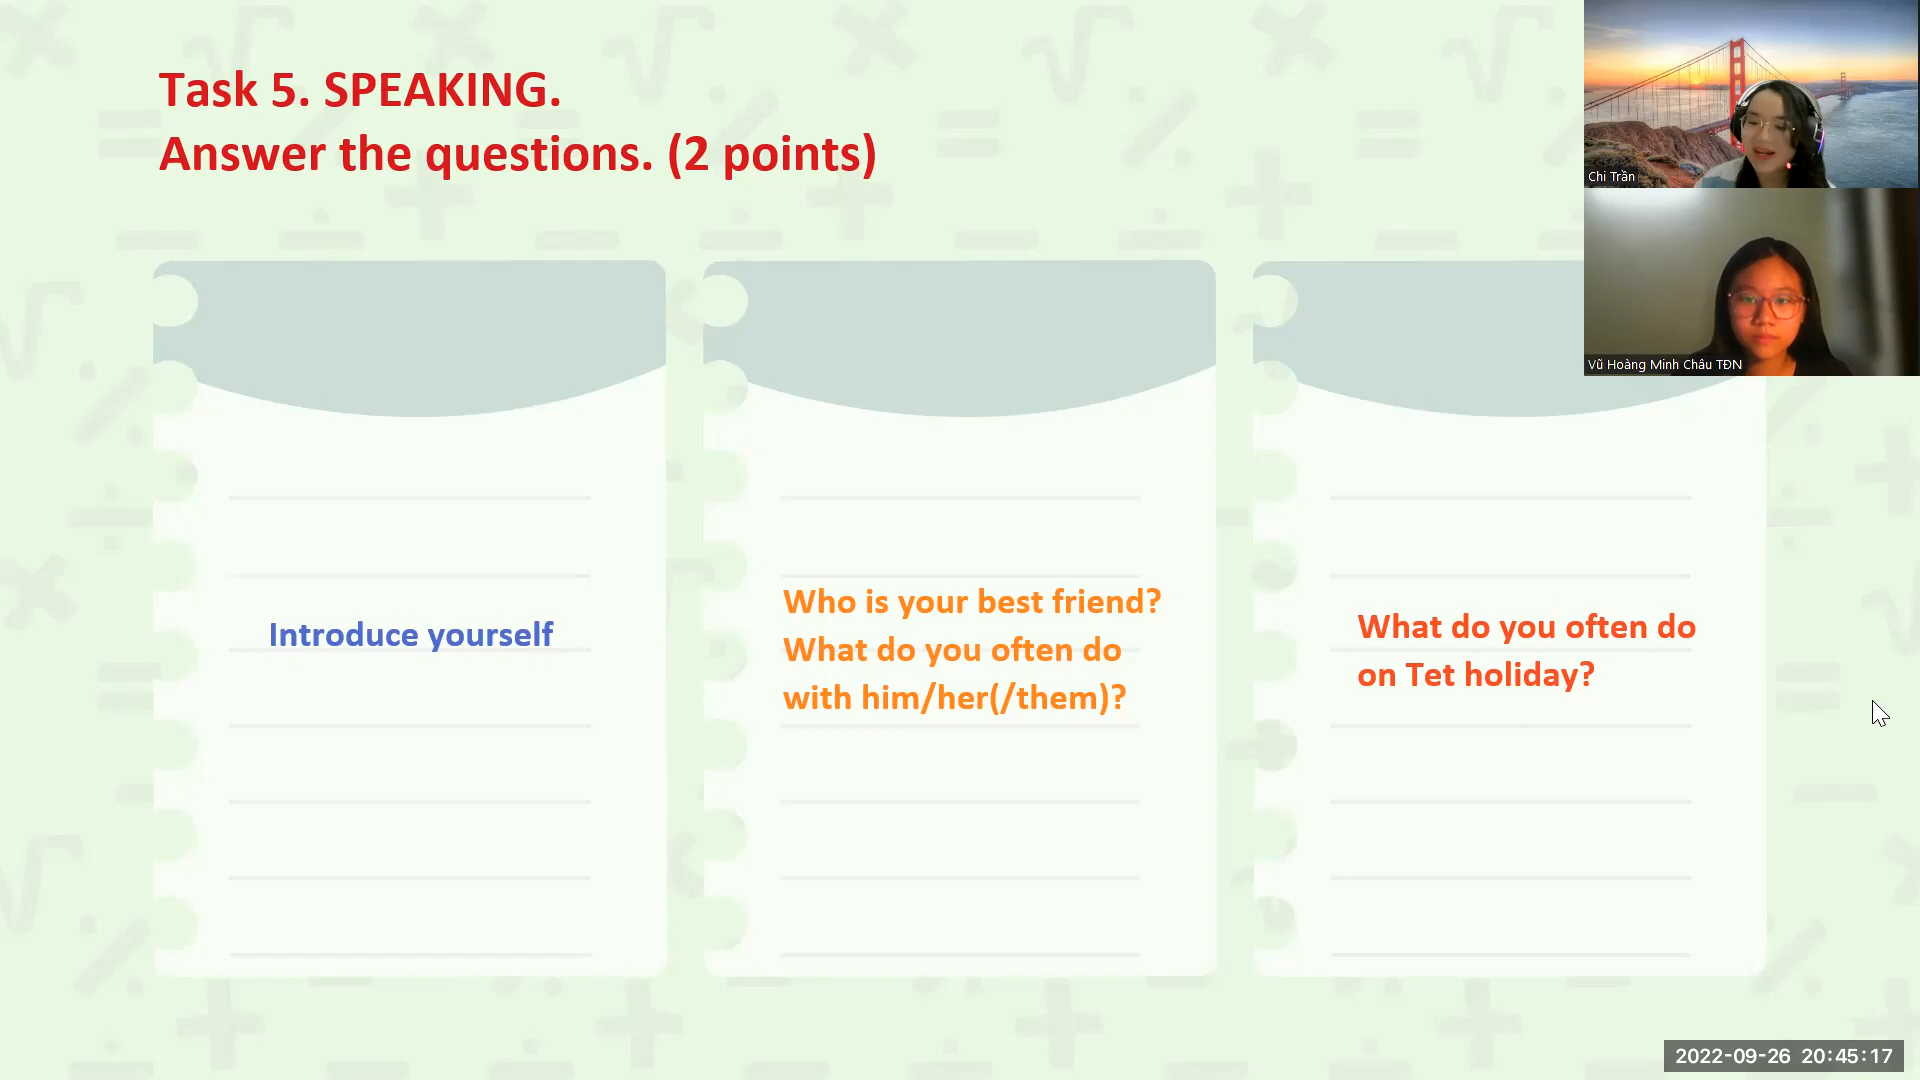 Task 5. SPEAKING.
Answer the questions. (2 points)
Introduce yourself
Who is your best friend?
What do you often do
with him/her(/them)?
What do you often do
on Tet holiday?
Chi Trần
Vũ Hoàng Minh Châu TĐN
2022-09-26 20:45:17